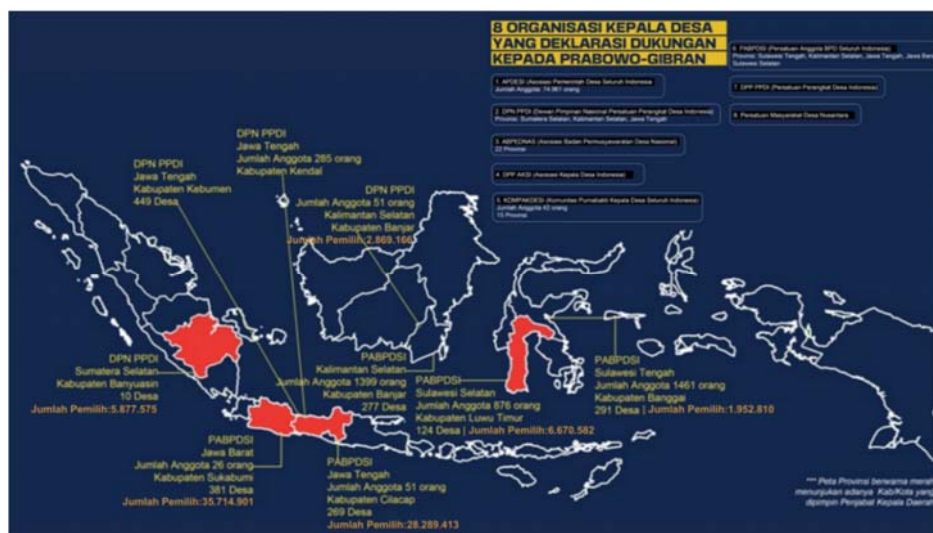 8 ORGANISASI KEPALA DESA
YANG DEKLARASI DUKUNGAN
KEPADA PRABOWO-GIBRAN
1. APDESI (Asosiasi Pemerintah Desa Seluruh Indonesia
Jumlah Anggota: 74.961 orang
2. DPN PPDI (Dewan Pimpinan Nasional Persatuan Perangkat Desa Indonesia)
Provinsi: Sumatera Selatan, Kalimantan Selatan, Jawa Tengah
3. ABPEDNAS (Asosiasi Badan Permusyawaratan Desa Nasional)
22 Provinsi
4. DPP AKSI (Asosiasi Kepala Desa Indonesia)
5. KOMPAKDESI (Komunitas Purnabakti Kepala Desa Seluruh Indonesia)
Jumlah Anggota 42 orang
15 Provinsi
6. PABPDSI (Persatuan Anggota BPD Seluruh Indonesia)
Provinsi: Sulawesi Tengah, Kalimantan Selatan, Jawa Tengah, Jawa Barat
Sulawesi Selatan
7. DPP PPDI (Persatuan Perangkat Desa Indonesia)
8. Persatuan Masyarakat Desa Nusantara
DPN PPDI
Jawa Tengah
Jumlah Anggota 285 orang
Kabupaten Kendal
DPN PPDI
Jawa Tengah
Kabupaten Kebumen
449 Desa
DPN PPDI
Jumlah Anggota 51 orang
Kalimantan Selatan
Kabupaten Banjar
Jumlah Pemilih:2.869.166
DPN PPDI
Sumatera Selatan
Kabupaten Banyuasin
10 Desa
Jumlah Pemilih:5.877.575
PABPDSI
Kalimantan Selatan
Jumlah Anggota 1399 orang
Kabupaten Banjar
277 Desa
PABPDSI
Sulawesi Selatan
Jumlah Anggota 876 orang
Kabupaten Luwu Timur
124 Desa | Jumlah Pemilih:6.670.582
PABPDSI
Sulawesi Tengah
Jumlah Anggota 1461 orang
Kabupaten Banggai
291 Desa | Jumlah Pemilih:1.952.810
PABPDSI
Jawa Barat
Jumlah Anggota 26 orang
Kabupaten Sukabumi
381 Desa
Jumlah Pemilih:35.714.901
PABPDSI
Jawa Tengah
Jumlah Anggota 51 orang
Kabupaten Cilacap
269 Desa
Jumlah Pemilih:28.289.413
*** Peta Provinsi berwarna merah
menunjukan adanya Kab/Kota yang
dipimpin Penjabat Kepala Daerah